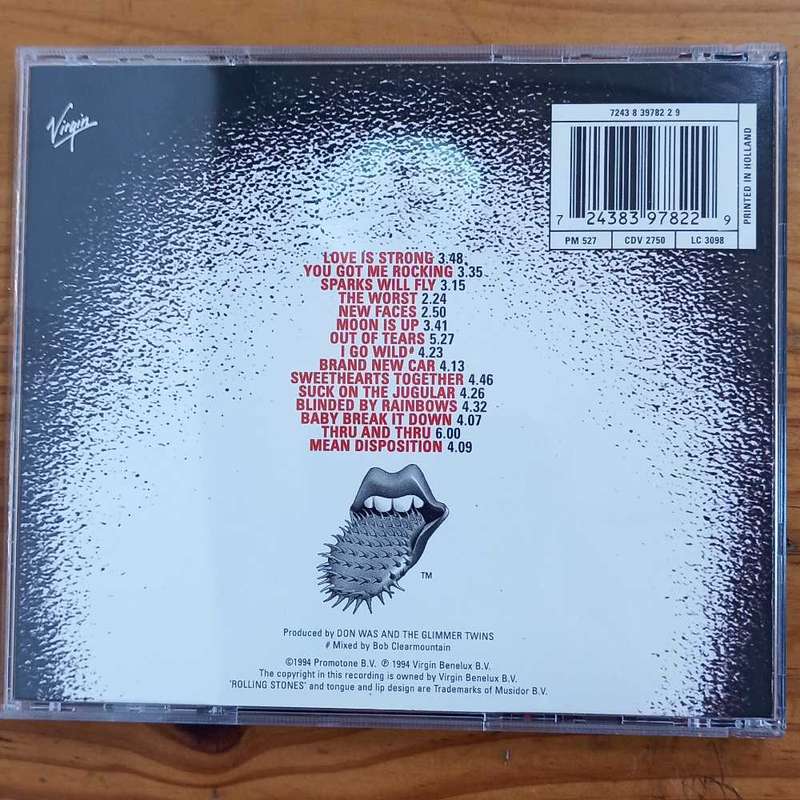 Virgin
7243 8 39782 2 9
7 24383 97822 9
PM 527 CDV 2750 LC 3098
PRINTED IN HOLLAND
LOVE IS STRONG 3.48
YOU GOT ME ROCKING 3.35
SPARKS WILL FLY 3.15
THE WORST 2.24
NEW FACES 2.50
MOON IS UP 3.41
OUT OF TEARS 5.27
I GO WILD# 4.23
BRAND NEW CAR 4.13
SWEETHEARTS TOGETHER 4.46
SUCK ON THE JUGULAR 4.26
BLINDED BY RAINBOWS 4.32
BABY BREAK IT DOWN 4.07
THRU AND THRU 6.00
MEAN DISPOSITION 4.09
TM
Produced by DON WAS AND THE GLIMMER TWINS
# Mixed by Bob Clearmountain
©1994 Promotone B.V. ℗ 1994 Virgin Benelux B.V.
The copyright in this recording is owned by Virgin Benelux B.V.
'ROLLING STONES' and tongue and lip design are Trademarks of Musidor B.V.